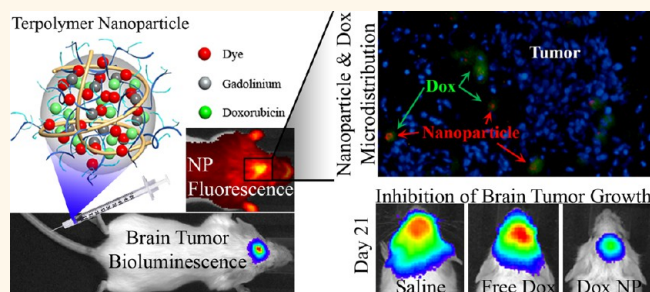 Terpolymer Nanoparticle
Dye
Gadolinium
Doxorubicin
NP
Fluorescence
Brain Tumor
Bioluminescence
Nanoparticle & Dox
Microdistribution
Tumor
Dox
Nanoparticle
Inhibition of Brain Tumor Growth
Day 21
Saline
Free Dox
Dox NP